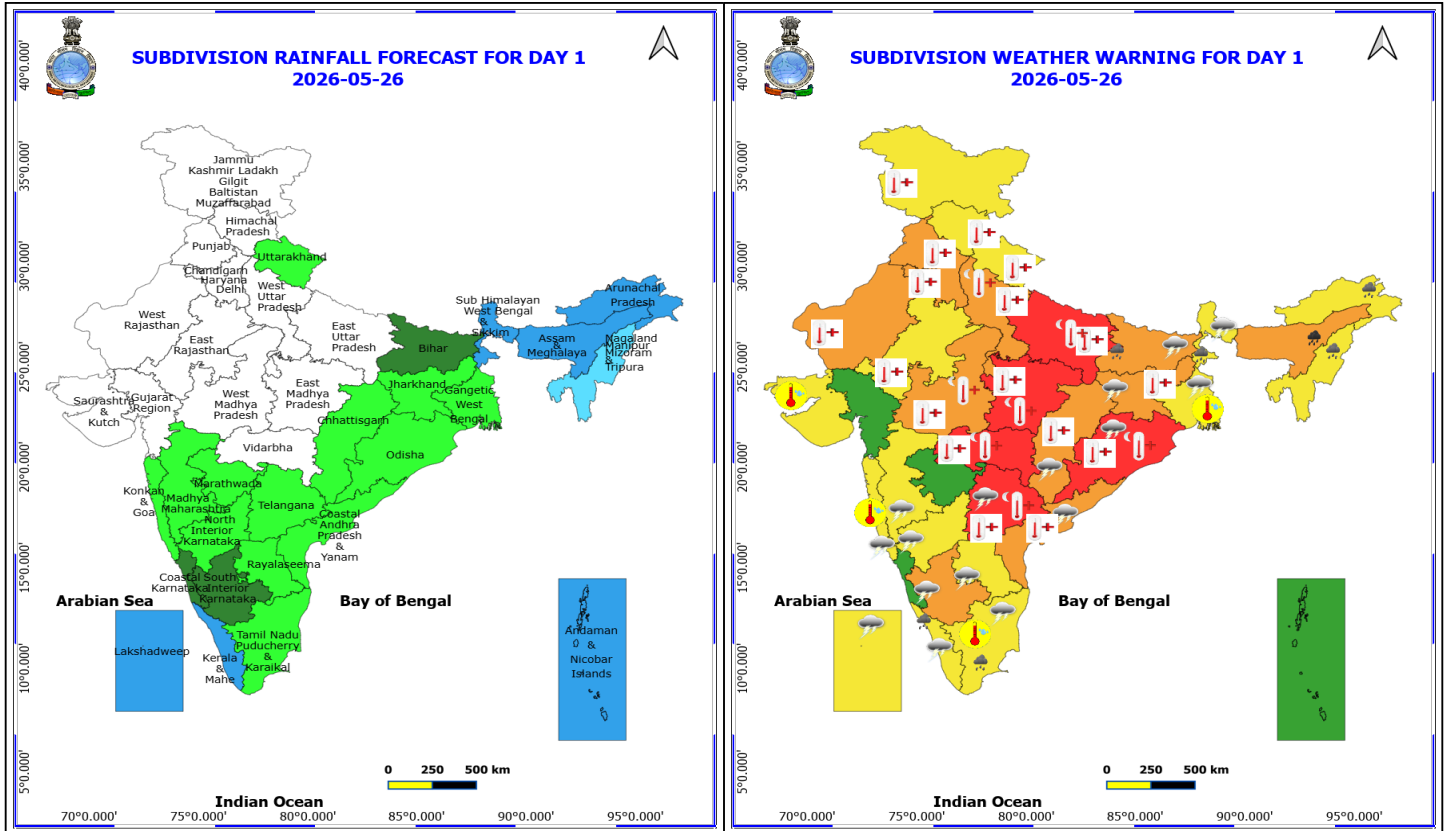 SUBDIVISION RAINFALL FORECAST FOR DAY 1
2026-05-26
40°0.000'
35°0.000'
30°0.000'
25°0.000'
20°0.000'
15°0.000'
10°0.000'
5°0.000'
Jammu
Kashmir Ladakh
Gilgit
Baltistan
Muzaffarabad
Himachal
Pradesh
Punjab
Uttarakhand
Chandigarh
Haryana
Delhi
West
Uttar
Pradesh
West
Rajasthan
East
Rajasthan
East
Uttar
Pradesh
Bihar
Sub Himalayan
West Bengal
&
Sikkim
Arunachal
Pradesh
Assam
&
Meghalaya
Nagaland
Manipur
Mizoram
&
Tripura
Saurashtra
&
Kutch
Gujarat
Region
West
Madhya
Pradesh
East
Madhya
Pradesh
Jharkhand
Gangetic
West
Bengal
Chhattisgarh
Vidarbha
Odisha
Konkan
&
Goa
Madhya
Maharashtra
Marathwada
Telangana
North
Interior
Karnataka
Coastal
Andhra
Pradesh
&
Yanam
Rayalaseema
Coastal
Karnataka
South
Interior
Karnataka
Arabian Sea
Bay of Bengal
Lakshadweep
Kerala
&
Mahe
Tamil Nadu
Puducherry
&
Karaikal
Andaman
&
Nicobar
Islands
0 250 500 km
Indian Ocean
70°0.000' 75°0.000' 80°0.000' 85°0.000' 90°0.000' 95°0.000'
SUBDIVISION WEATHER WARNING FOR DAY 1
2026-05-26
40°0.000'
35°0.000'
30°0.000'
25°0.000'
20°0.000'
15°0.000'
10°0.000'
5°0.000'
Arabian Sea
Bay of Bengal
0 250 500 km
Indian Ocean
70°0.000' 75°0.000' 80°0.000' 85°0.000' 90°0.000' 95°0.000'